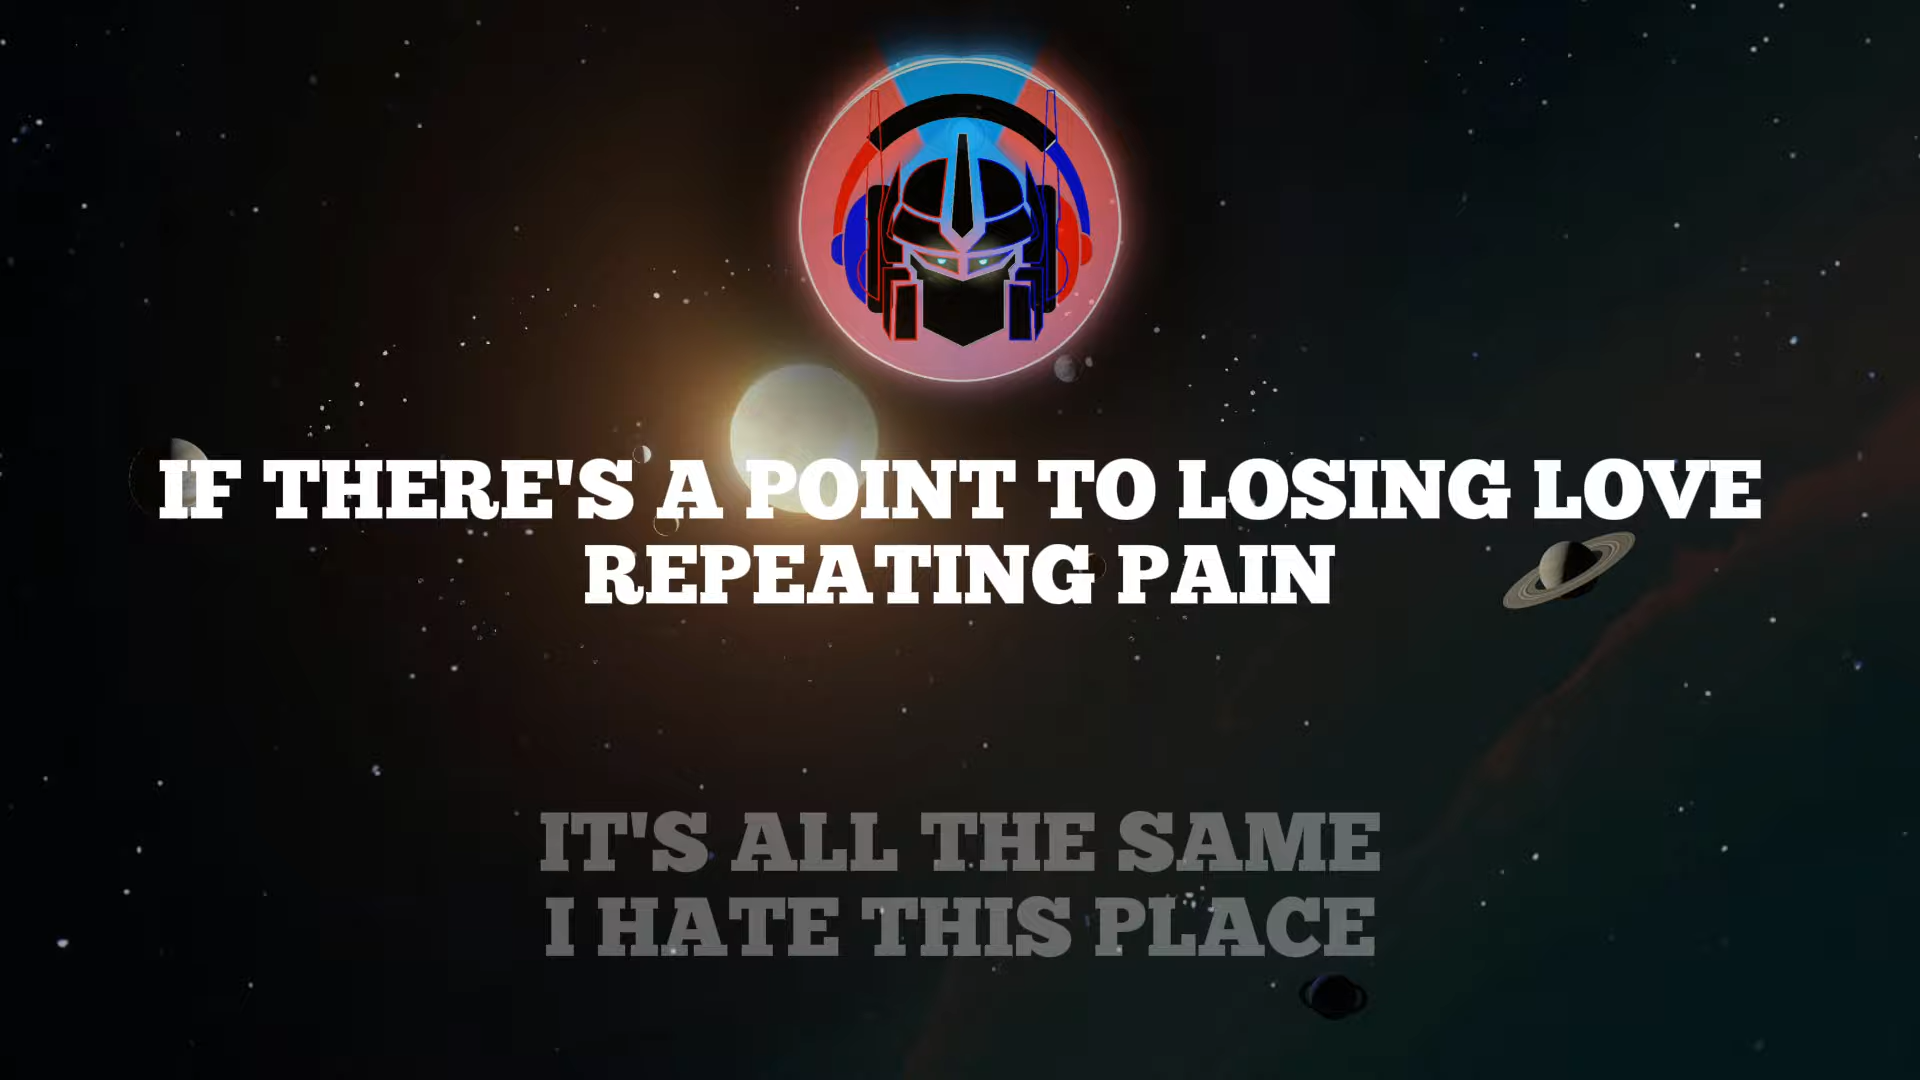 IF THERE'S A POINT TO LOSING LOVE
REPEATING PAIN
IT'S ALL THE SAME
I HATE THIS PLACE